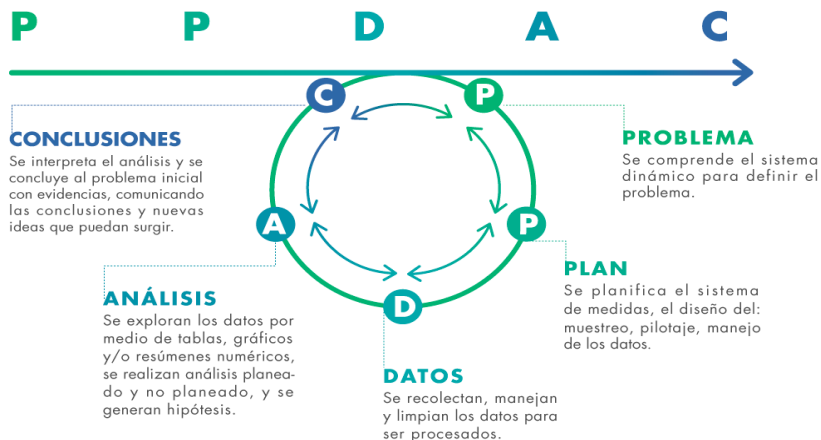 P P D A C
C
P
A
P
D
CONCLUSIONES
Se interpreta el análisis y se
concluye al problema inicial
con evidencias, comunicando
las conclusiones y nuevas
ideas que puedan surgir.
PROBLEMA
Se comprende el sistema
dinámico para definir el
problema.
ANÁLISIS
Se exploran los datos por
medio de tablas, gráficos
y/o resúmenes numéricos,
se realizan análisis planea-
do y no planeado, y se
generan hipótesis.
PLAN
Se planifica el sistema
de medidas, el diseño del:
muestreo, pilotaje, manejo
de los datos.
DATOS
Se recolectan, manejan
y limpian los datos para
ser procesados.